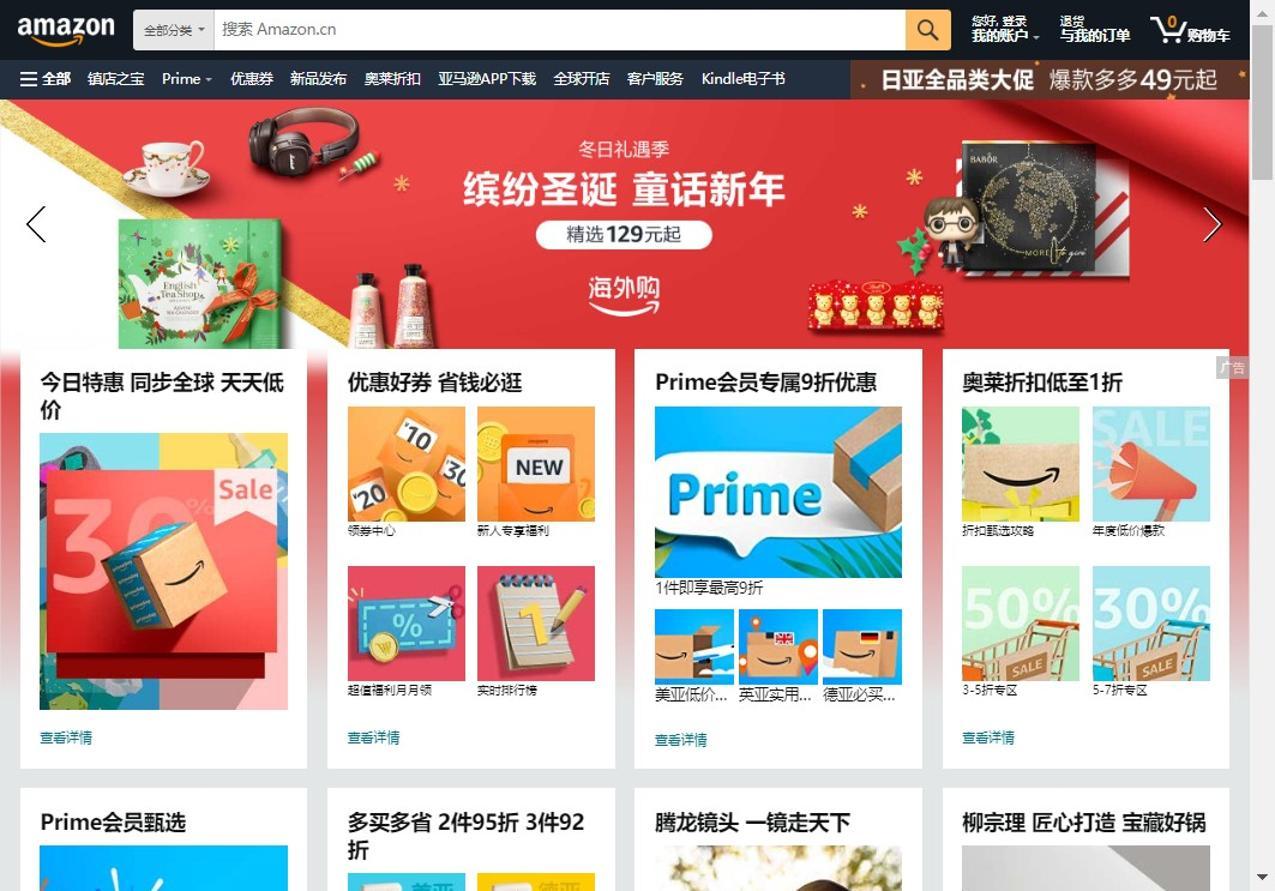 amazon
全部分类
搜索 Amazon.cn
您好, 登录
我的账户
退货
与我的订单
0
购物车
全部
镇店之宝
Prime
优惠券
新品发布
奥莱折扣
亚马逊APP下载
全球开店
客户服务
Kindle电子书
日亚全品类大促 爆款多多49元起
冬日礼遇季
缤纷圣诞 童话新年
精选129元起
海外购
English
Tea Shop
BABOR
MORE to give
Lindt
广告
今日特惠 同步全球 天天低
价
30%
Sale
查看详情
优惠好券 省钱必逛
¥10
¥20
30
NEW
领券中心
新人专享福利
%
1
超值福利月月领
实时排行榜
查看详情
Prime会员专属9折优惠
Prime
1件即享最高9折
美亚低价...
英亚实用...
德亚必买...
查看详情
奥莱折扣低至1折
SALE
折扣甄选攻略
年度低价爆款
50%
SALE
30%
SALE
3-5折专区
5-7折专区
查看详情
Prime会员甄选
多买多省 2件95折 3件92
折
美亚
德亚
腾龙镜头 一镜走天下
柳宗理 匠心打造 宝藏好锅